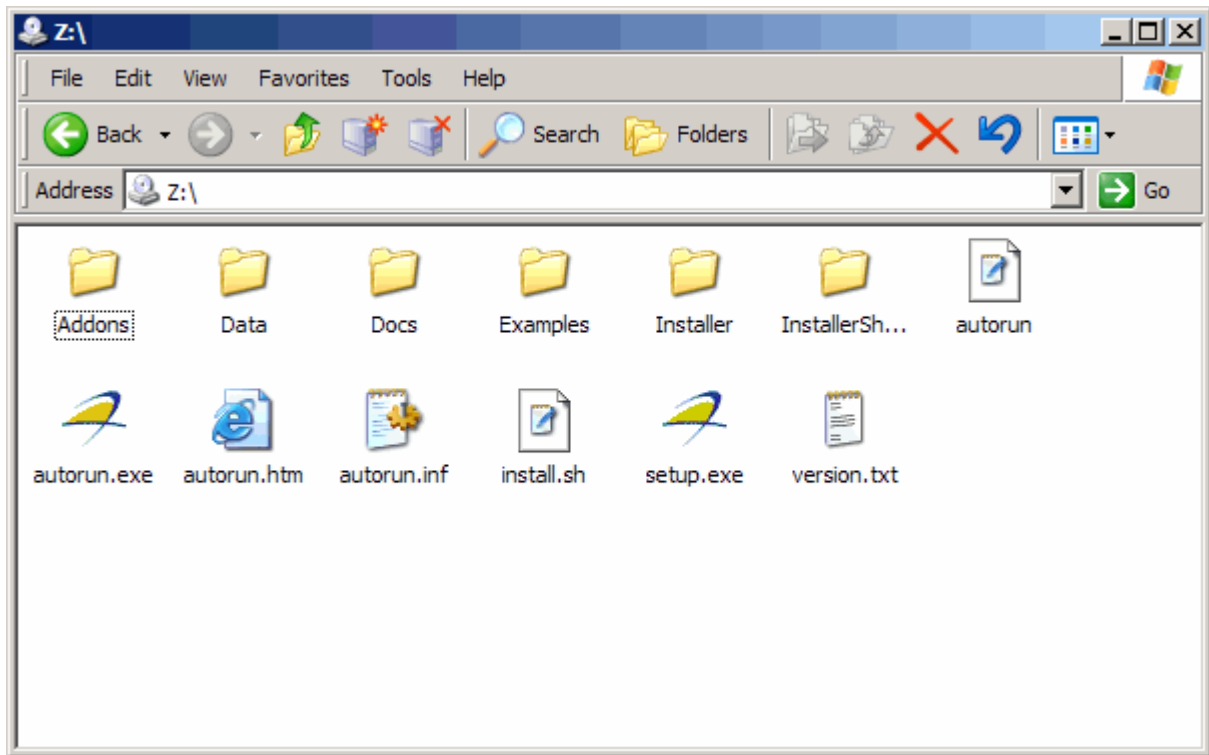 Z:\
File Edit View Favorites Tools Help
Back Search Folders
Address Z:\ Go
Addons Data Docs Examples Installer InstallerSh... autorun
autorun.exe autorun.htm autorun.inf install.sh setup.exe version.txt